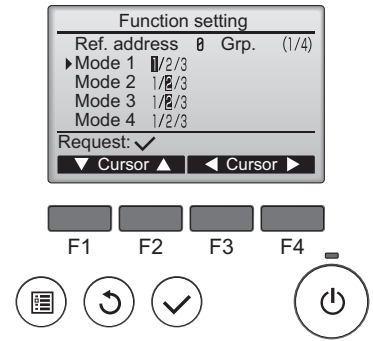 Function setting
Ref. address 0 Grp. (1/4)
Mode 1 1/2/3
Mode 2 1/2/3
Mode 3 1/2/3
Mode 4 1/2/3
Request: ✓
▼ Cursor ▲ ◀ Cursor ▶
F1 F2 F3 F4